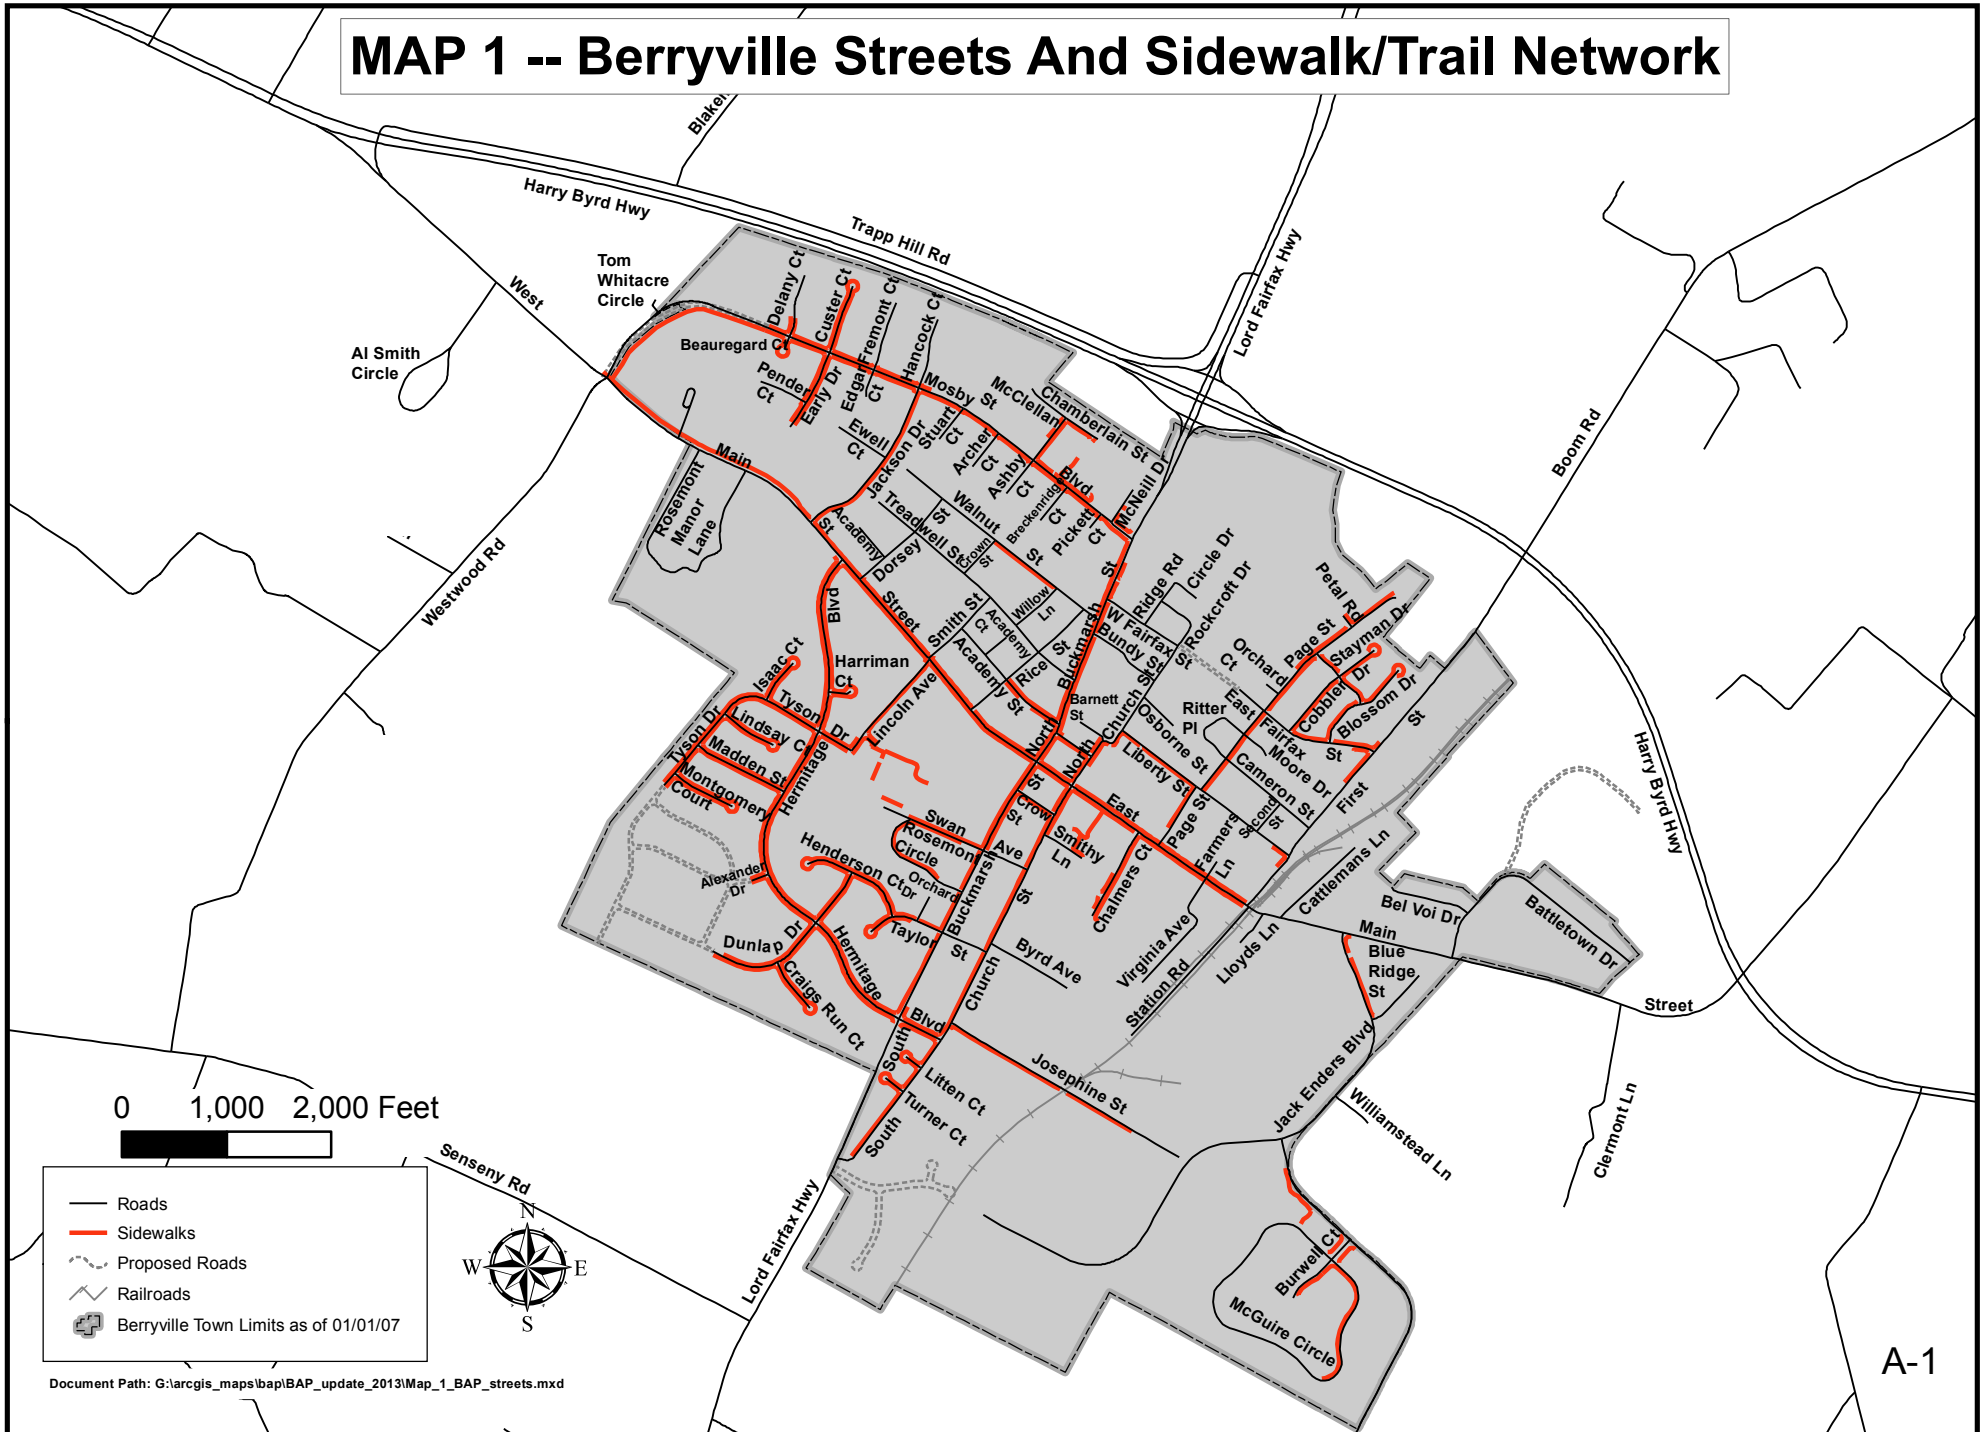 MAP 1 -- Berryville Streets And Sidewalk/Trail Network
Harry Byrd Hwy
Trapp Hill Rd
Lord Fairfax Hwy
Tom
Whitacre
Circle
West
Al Smith
Circle
Delany Ct
Custer Ct
Fremont Ct
Hancock Ct
Beauregard Ct
Pender
Ct
Early Dr
Edgar
Ct
Mosby
St
McClellan
Chamberlain St
Ewell
Ct
Jackson Dr
Stuart
Ct
Archer
Ct
Ashby
Ct
Blvd
Breckenridge
Ct
Pickett
Ct
McNeill Dr
Boom Rd
Main
St
Rosemont
Manor
Lane
Academy
Treadwell St
Dorsey
St
Walnut
St
Crown
St
Westwood Rd
Street
Smith St
Academy
Ct
Willow
Ln
Academy St
Rice
St
Buckmarsh
St
W Fairfax
St
Bundy St
Ridge Rd
Circle Dr
Rockcroft Dr
Petal Rd
Page St
Stayman Dr
Orchard
Ct
Cobbler
Dr
Blossom Dr
St
Blvd
Isaac Ct
Harriman
Ct
Tyson
Dr
Lincoln Ave
Tyson Dr
Lindsay Ct
Madden St
Montgomery
Court
Hermitage
Barnett
St
Church St
North
North
Osborne St
Ritter
Pl
East
Fairfax
St
Moore Dr
Cameron St
Liberty St
Second
St
First
Page St
Farmers
Ln
East
St
Crow
St
Smithy
Ln
Swan
Ave
Rosemont
Circle
Chalmers Ct
Henderson Ct
Orchard
Dr
Buckmarsh
St
Alexander
Dr
Dunlap
Dr
Hermitage
Taylor
St
Byrd Ave
Church
Virginia Ave
Station Rd
Lloyds Ln
Cattlemans Ln
Main
Bel Voi Dr
Battletown Dr
Blue
Ridge
St
Street
Harry Byrd Hwy
Craigs Run Ct
Blvd
South
Litten Ct
Turner Ct
South
Josephine St
Jack Enders Blvd
Williamstead Ln
Clermont Ln
Burwell Ct
McGuire Circle
Lord Fairfax Hwy
Senseny Rd
0 1,000 2,000 Feet
Roads
Sidewalks
Proposed Roads
Railroads
Berryville Town Limits as of 01/01/07
N
W E
S
Document Path: G:\arcgis_maps\bap\BAP_update_2013\Map_1_BAP_streets.mxd
A-1